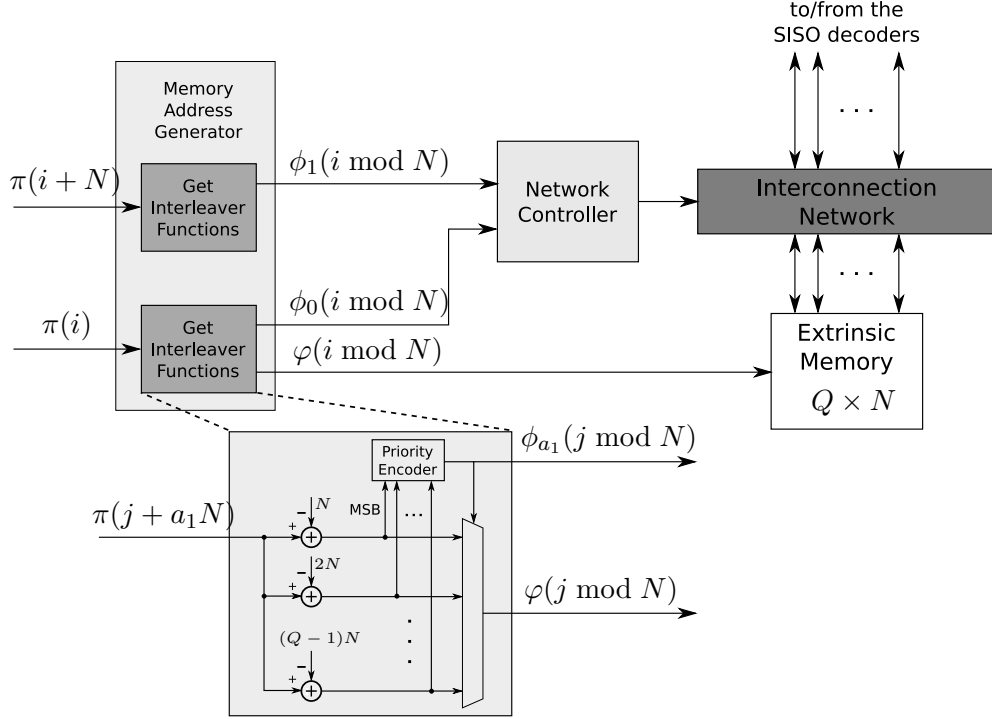 to/from the
SISO decoders
. . .
Memory
Address
Generator
π(i + N)
Get
Interleaver
Functions
ϕ₁(i mod N)
Network
Controller
Interconnection
Network
. . .
π(i)
Get
Interleaver
Functions
ϕ₀(i mod N)
φ(i mod N)
Extrinsic
Memory
Q × N
Priority
Encoder
ϕₐ₁(j mod N)
MSB
...
π(j + a₁N)
N
−
+
+
2N
−
+
+
. . .
(Q − 1)N
−
+
+
φ(j mod N)